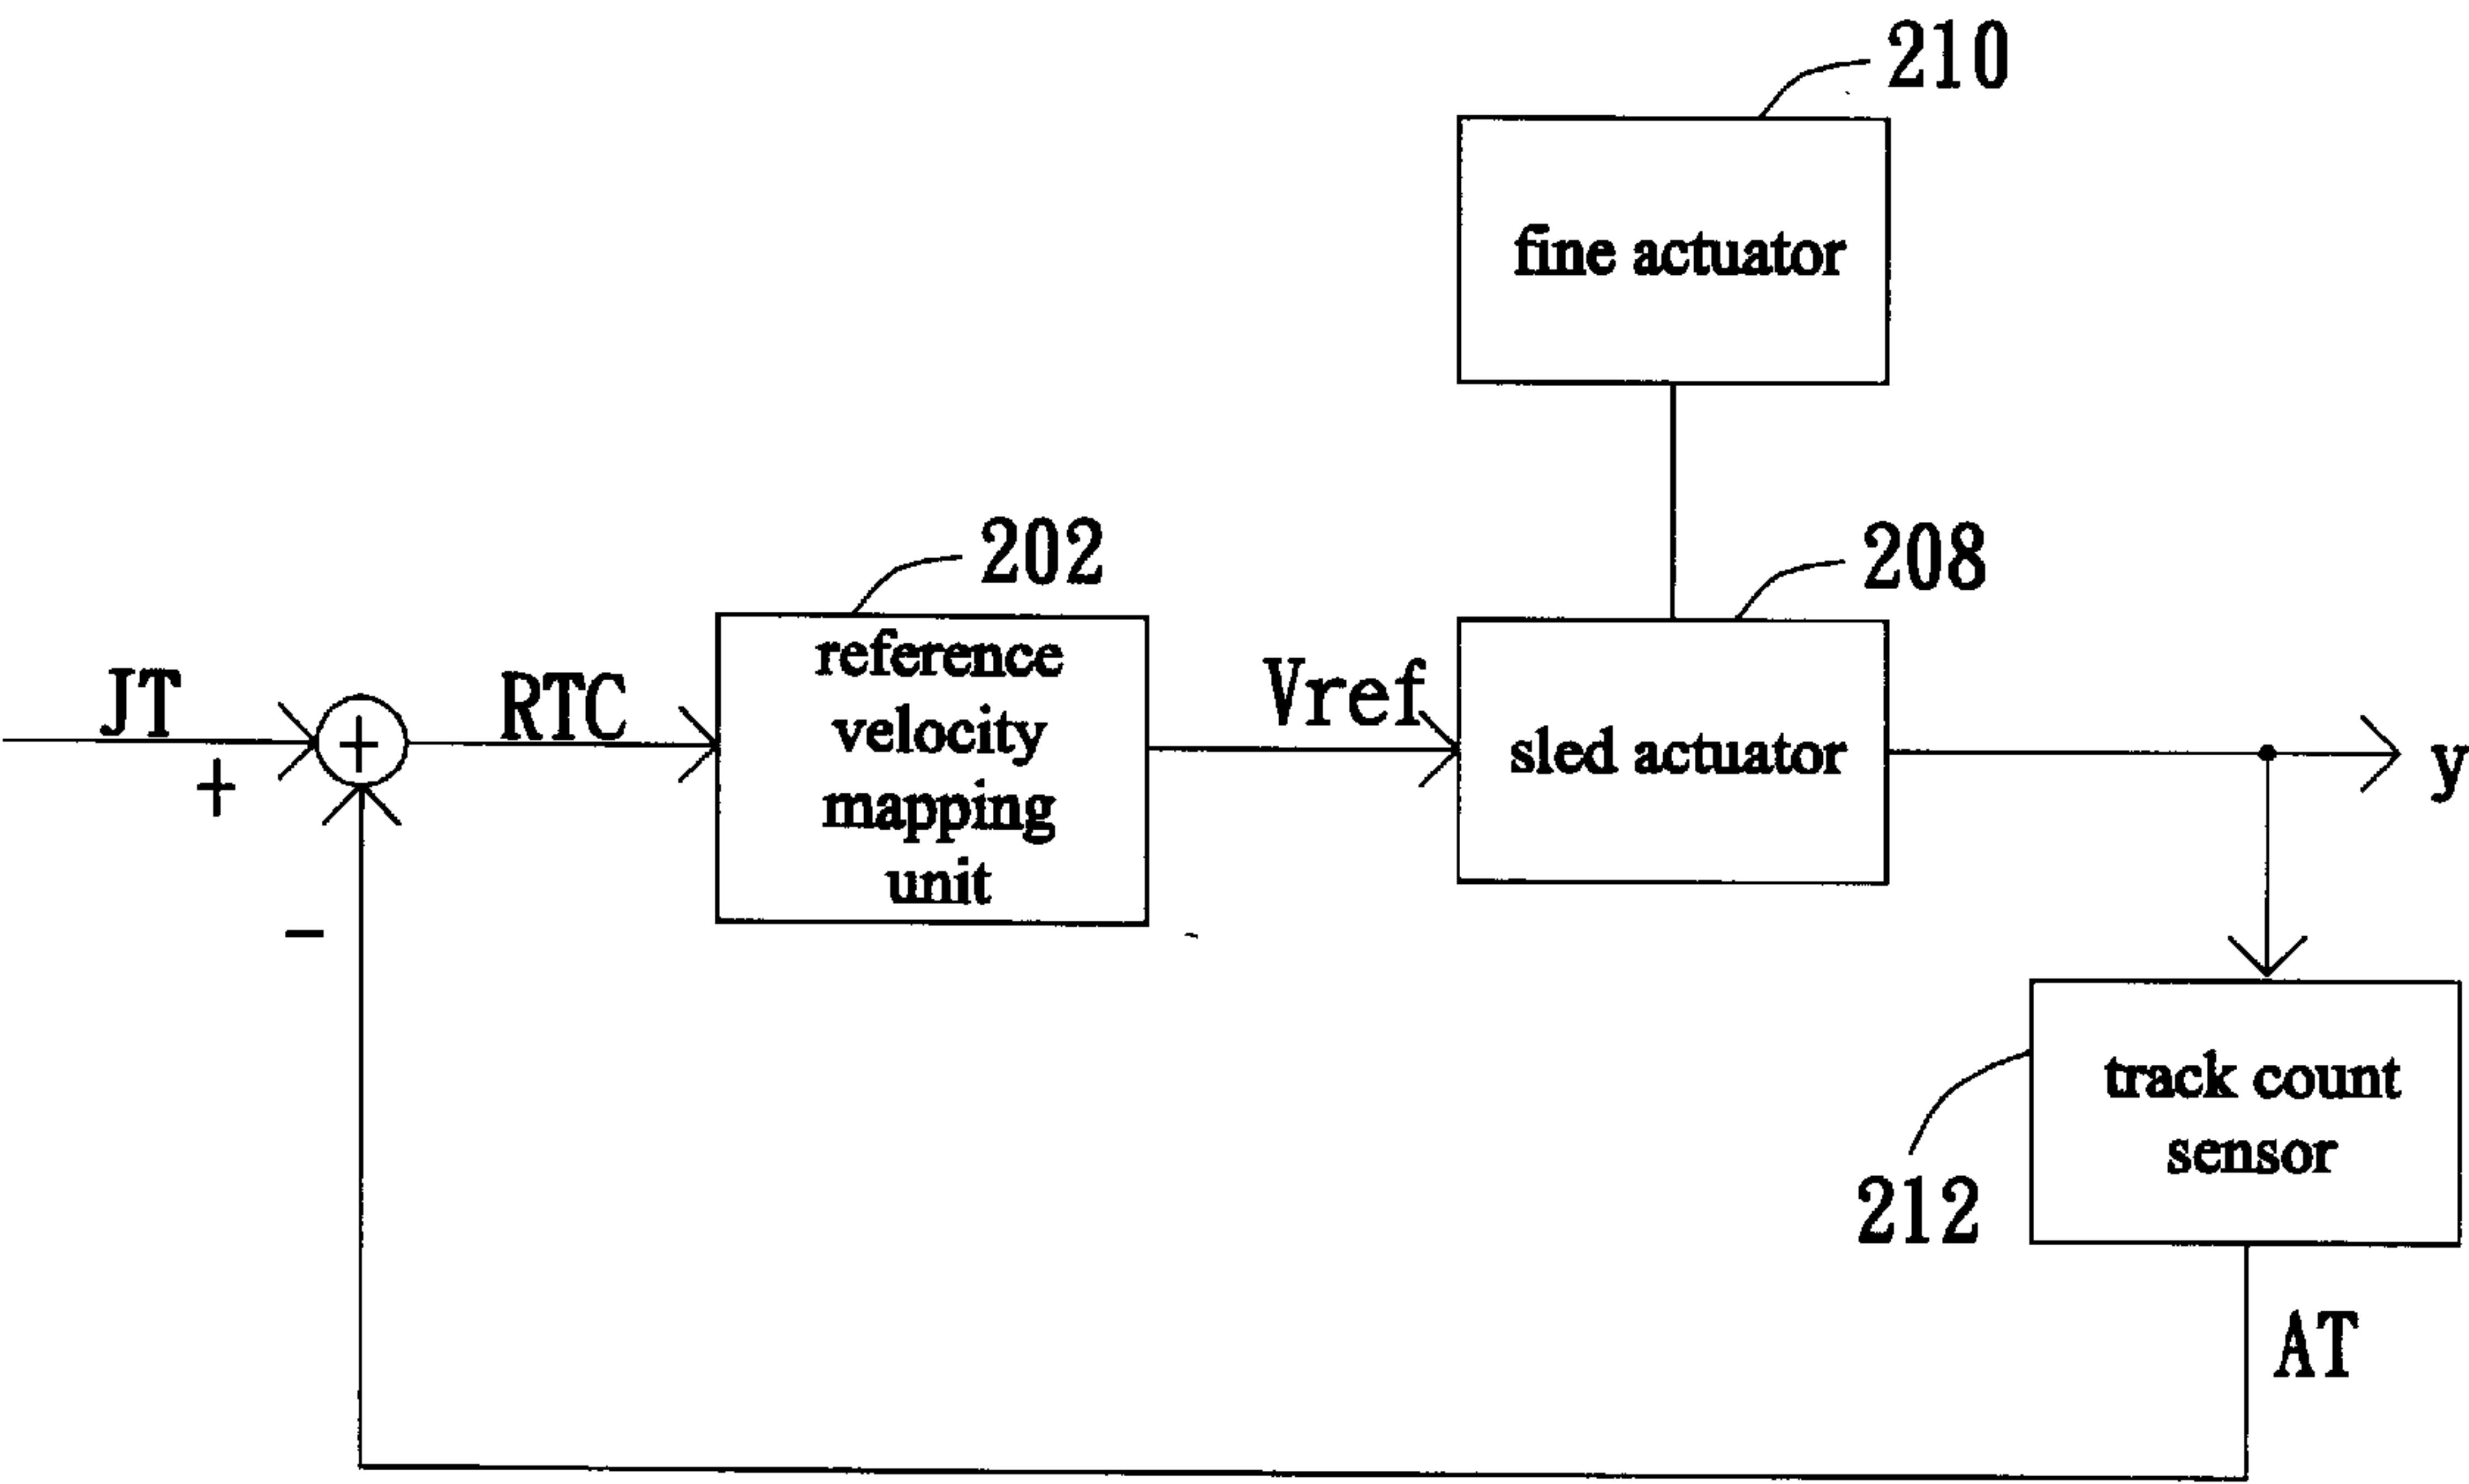 210
fine actuator
202
208
JT
+
+
RTC
reference
velocity
mapping
unit
Vref
sled actuator
y
-
track count
sensor
212
AT